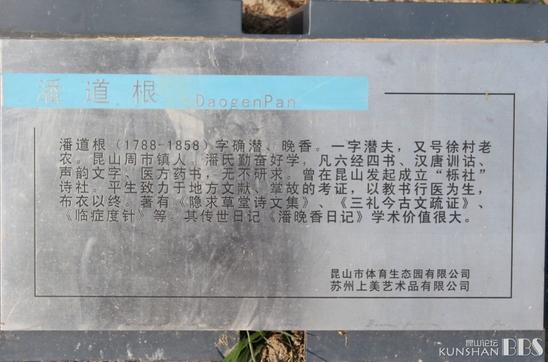 潘道根
DaogenPan
潘道根（1788-1858）字确潜、晚香。一字潜夫，又号徐村老
农。昆山周市镇人。潘氏勤奋好学，凡六经四书、汉唐训诂、
声韵文字、医方药书，无不研求。曾在昆山发起成立“栎社”
诗社。平生致力于地方文献、掌故的考证，以教书行医为生，
布衣以终。著有《隐求草堂诗文集》、《三礼今古文疏证》、
《临症度针》等。其传世日记《潘晚香日记》学术价值很大。
昆山市体育生态园有限公司
苏州上美艺术品有限公司
昆山论坛
KUNSHAN BBS